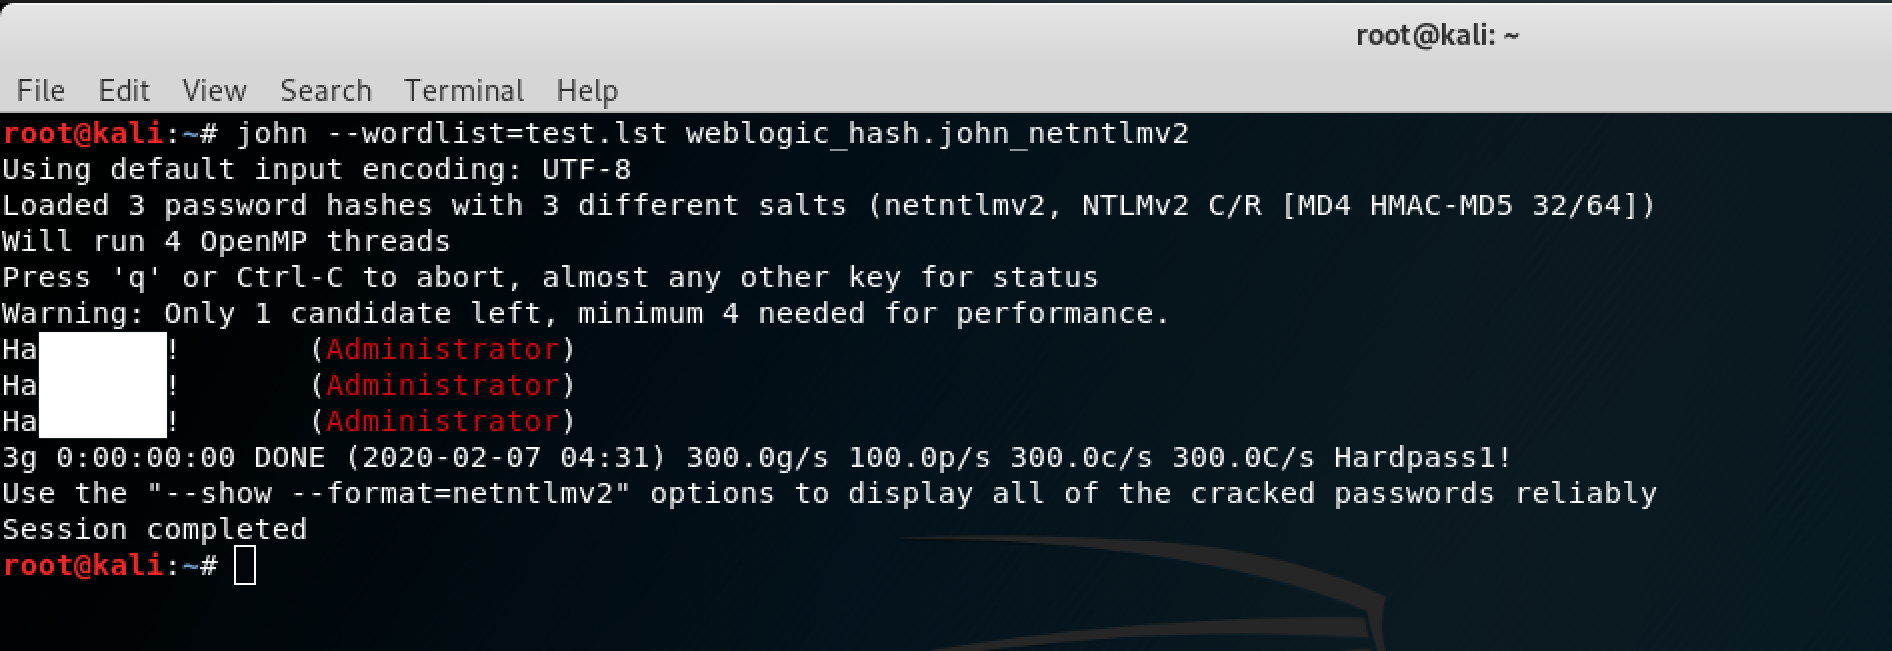 root@kali: ~
File Edit View Search Terminal Help
root@kali:~# john --wordlist=test.lst weblogic_hash.john_netntlmv2
Using default input encoding: UTF-8
Loaded 3 password hashes with 3 different salts (netntlmv2, NTLMv2 C/R [MD4 HMAC-MD5 32/64])
Will run 4 OpenMP threads
Press 'q' or Ctrl-C to abort, almost any other key for status
Warning: Only 1 candidate left, minimum 4 needed for performance.
Ha ! (Administrator)
Ha ! (Administrator)
Ha ! (Administrator)
3g 0:00:00:00 DONE (2020-02-07 04:31) 300.0g/s 100.0p/s 300.0c/s 300.0C/s Hardpass1!
Use the "--show --format=netntlmv2" options to display all of the cracked passwords reliably
Session completed
root@kali:~#